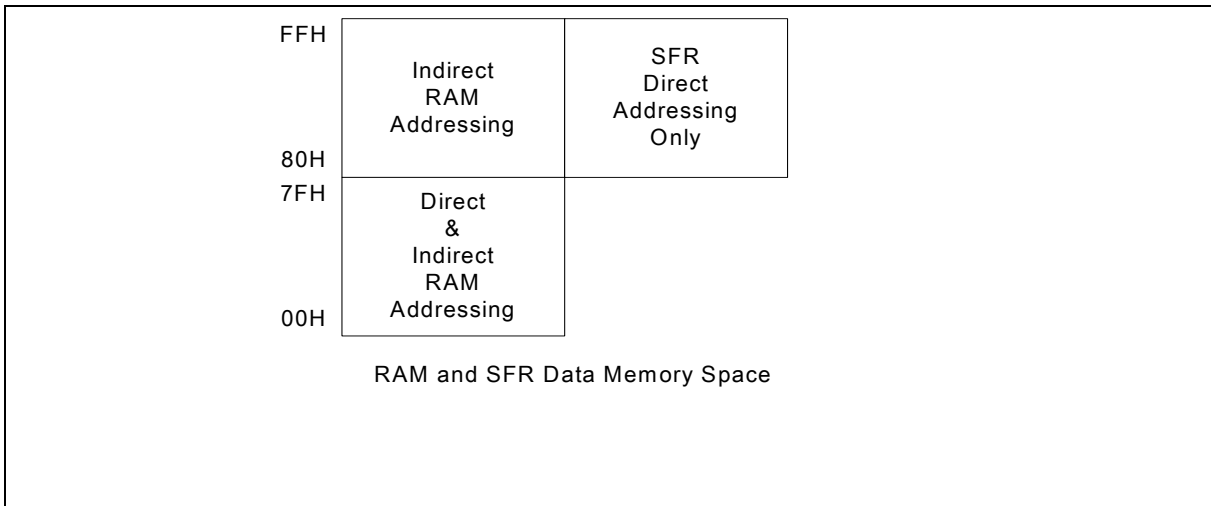 FFH
Indirect
RAM
Addressing
SFR
Direct
Addressing
Only
80H
7FH
Direct
&
Indirect
RAM
Addressing
00H
RAM and SFR Data Memory Space